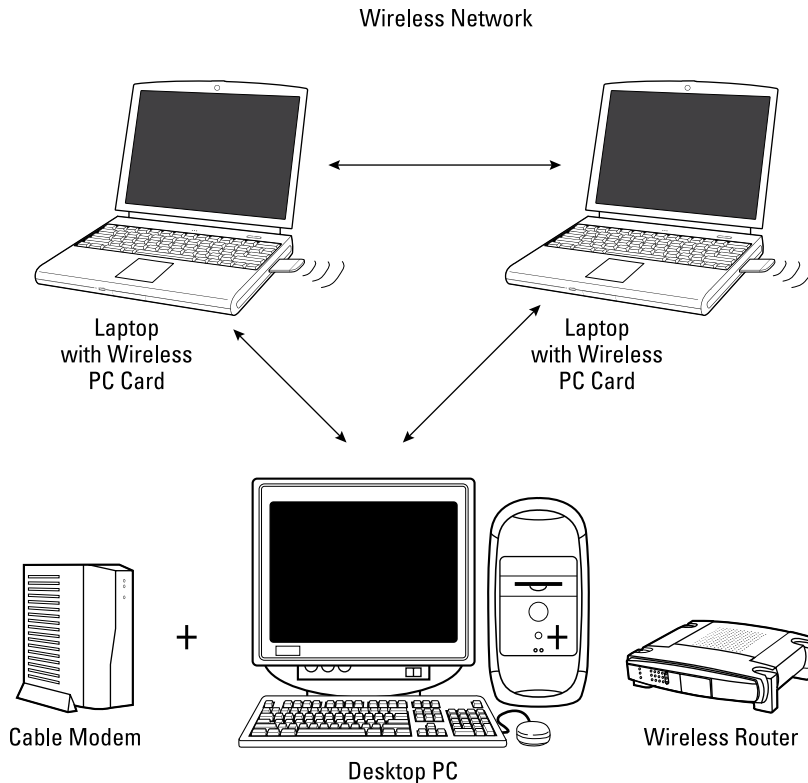 Wireless Network
Laptop
with Wireless
PC Card
Laptop
with Wireless
PC Card
+
+
Cable Modem
Desktop PC
Wireless Router